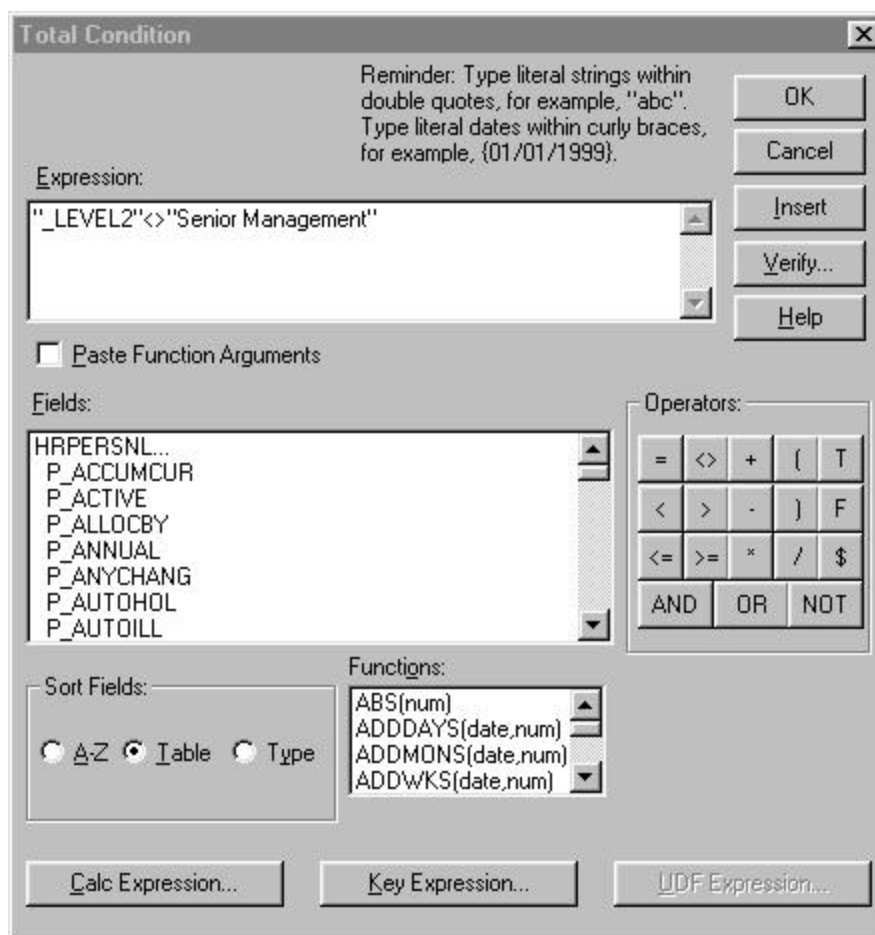 Total Condition
Reminder: Type literal strings within
double quotes, for example, "abc".
Type literal dates within curly braces,
for example, {01/01/1999}.
OK
Cancel
Expression:
Insert
"_LEVEL2"<>"Senior Management"
Verify...
Help
Paste Function Arguments
Fields:
HRPERSNL...
P_ACCUMCUR
P_ACTIVE
P_ALLOCBY
P_ANNUAL
P_ANYCHANG
P_AUTOHOL
P_AUTOILL
Operators:
= <> + ( T
< > - ) F
<= >= * / $
AND OR NOT
Sort Fields:
A-Z Table Type
Functions:
ABS(num)
ADDDAYS(date,num)
ADDMONS(date,num)
ADDWKS(date,num)
Calc Expression... Key Expression... UDF Expression...